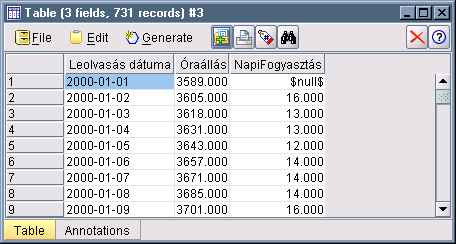 Table (3 fields, 731 records) #3
File Edit Generate
Leolvasás dátuma Óraállás NapiFogyasztás
1 2000-01-01 3589.000 $null$
2 2000-01-02 3605.000 16.000
3 2000-01-03 3618.000 13.000
4 2000-01-04 3631.000 13.000
5 2000-01-05 3643.000 12.000
6 2000-01-06 3657.000 14.000
7 2000-01-07 3671.000 14.000
8 2000-01-08 3685.000 14.000
9 2000-01-09 3701.000 16.000
Table Annotations